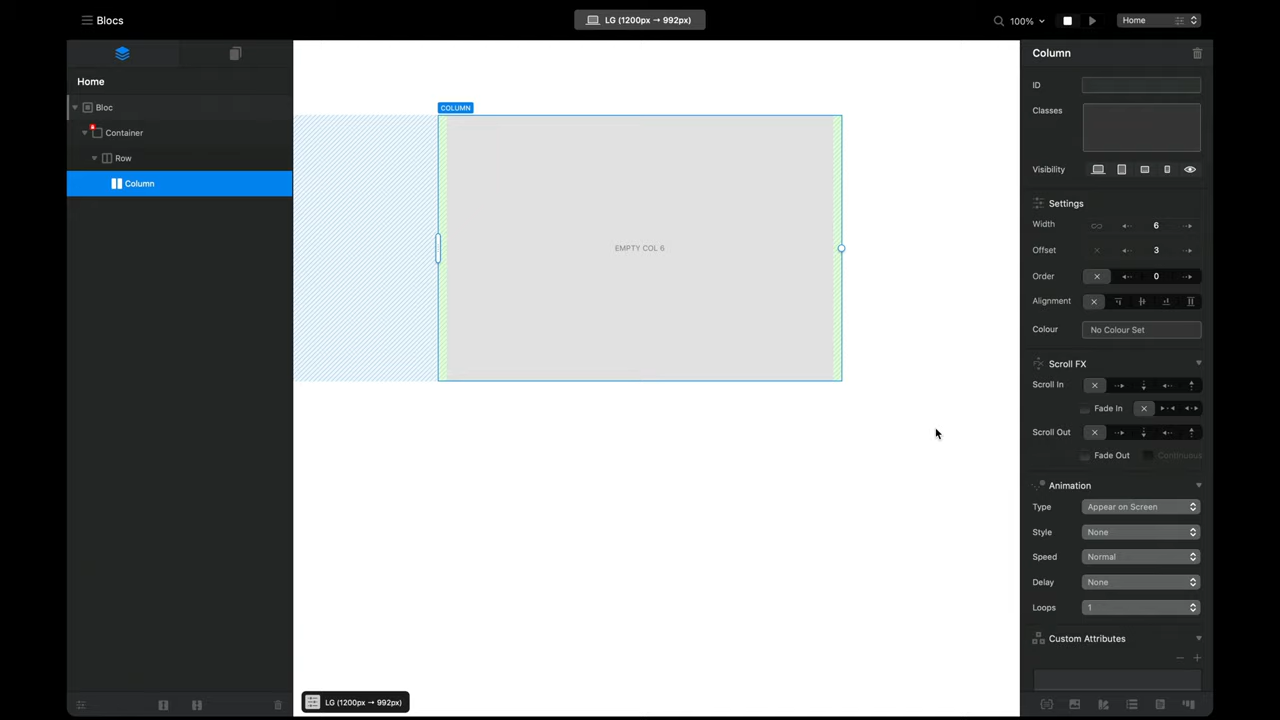 Blocs
LG (1200px → 992px)
100%
Home
Home
Bloc
Container
Row
Column
COLUMN
EMPTY COL 6
LG (1200px → 992px)
Column
ID
Classes
Visibility
Settings
Width 6
Offset 3
Order 0
Alignment
Colour No Colour Set
Scroll FX
Scroll In
Fade In
Scroll Out
Fade Out Continuous
Animation
Type Appear on Screen
Style None
Speed Normal
Delay None
Loops 1
Custom Attributes